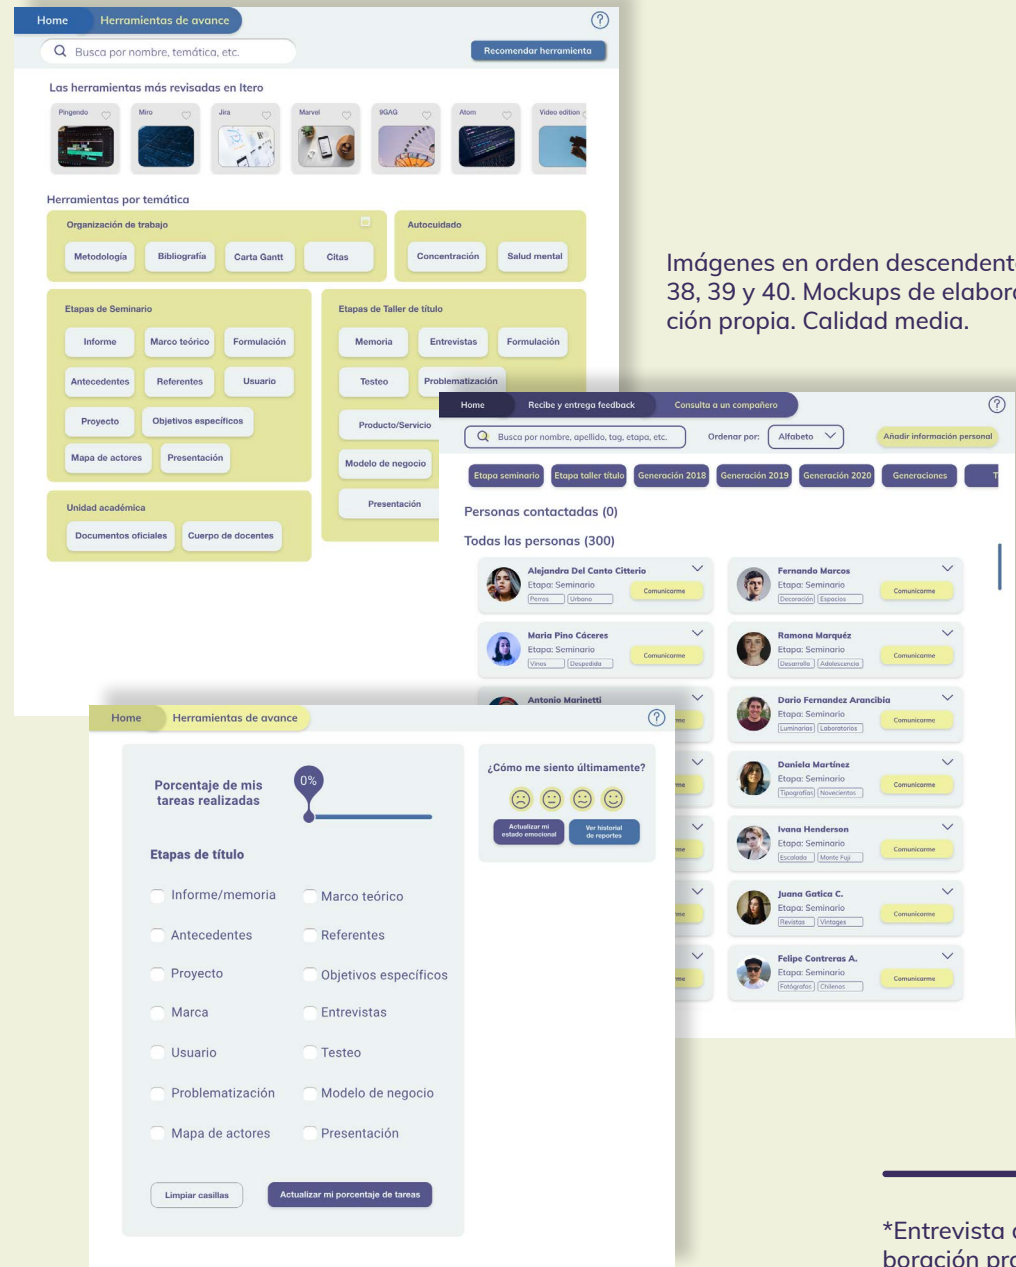 Home Herramientas de avance
Busca por nombre, temática, etc.
Recomendar herramienta
Las herramientas más revisadas en Itero
Pingendo Miro Jira Marvel 9GAG Atom Video edition
Herramientas por temática
Organización de trabajo
Metodología Bibliografía Carta Gantt Citas
Autocuidado
Concentración Salud mental
Etapas de Seminario
Informe Marco teórico Formulación
Antecedentes Referentes Usuario
Proyecto Objetivos específicos
Mapa de actores Presentación
Etapas de Taller de título
Memoria Entrevistas Formulación
Testeo Problematización
Producto/Servicio
Modelo de negocio
Presentación
Unidad académica
Documentos oficiales Cuerpo de docentes
Imágenes en orden descendent
38, 39 y 40. Mockups de elabora
ción propia. Calidad media.
Home Recibe y entrega feedback Consulta a un compañero
Busca por nombre, apellido, tag, etapa, etc.
Ordenar por: Alfabeto
Añadir información personal
Etapa seminario Etapa taller título Generación 2018 Generación 2019 Generación 2020 Generaciones T
Personas contactadas (0)
Todas las personas (300)
Alejandra Del Canto Citterio
Etapa: Seminario
Perros Urbano
Comunicarme
Fernando Marcos
Etapa: Seminario
Decoración Espacios
Comunicarme
Maria Pino Cáceres
Etapa: Seminario
Vinos Despedida
Comunicarme
Ramona Marquéz
Etapa: Seminario
Desarrollo Adolescencia
Comunicarme
Antonio Marinetti
me
Dario Fernandez Arancibia
Etapa: Seminario
Luminarias Laboratorios
Comunicarme
me
Daniela Martínez
Etapa: Seminario
Tipografías Novecientos
Comunicarme
me
Ivana Henderson
Etapa: Seminario
Escalada Monte Fuji
Comunicarme
me
Juana Gatica C.
Etapa: Seminario
Revistas Vintages
Comunicarme
me
Felipe Contreras A.
Etapa: Seminario
Fotógrafos Chilenos
Comunicarme
Home Herramientas de avance
Porcentaje de mis
tareas realizadas
0%
Etapas de título
Informe/memoria Marco teórico
Antecedentes Referentes
Proyecto Objetivos específicos
Marca Entrevistas
Usuario Testeo
Problematización Modelo de negocio
Mapa de actores Presentación
Limpiar casillas Actualizar mi porcentaje de tareas
¿Cómo me siento últimamente?
Actualizar mi
estado emocional
Ver historial
de reportes
*Entrevista
boración pro